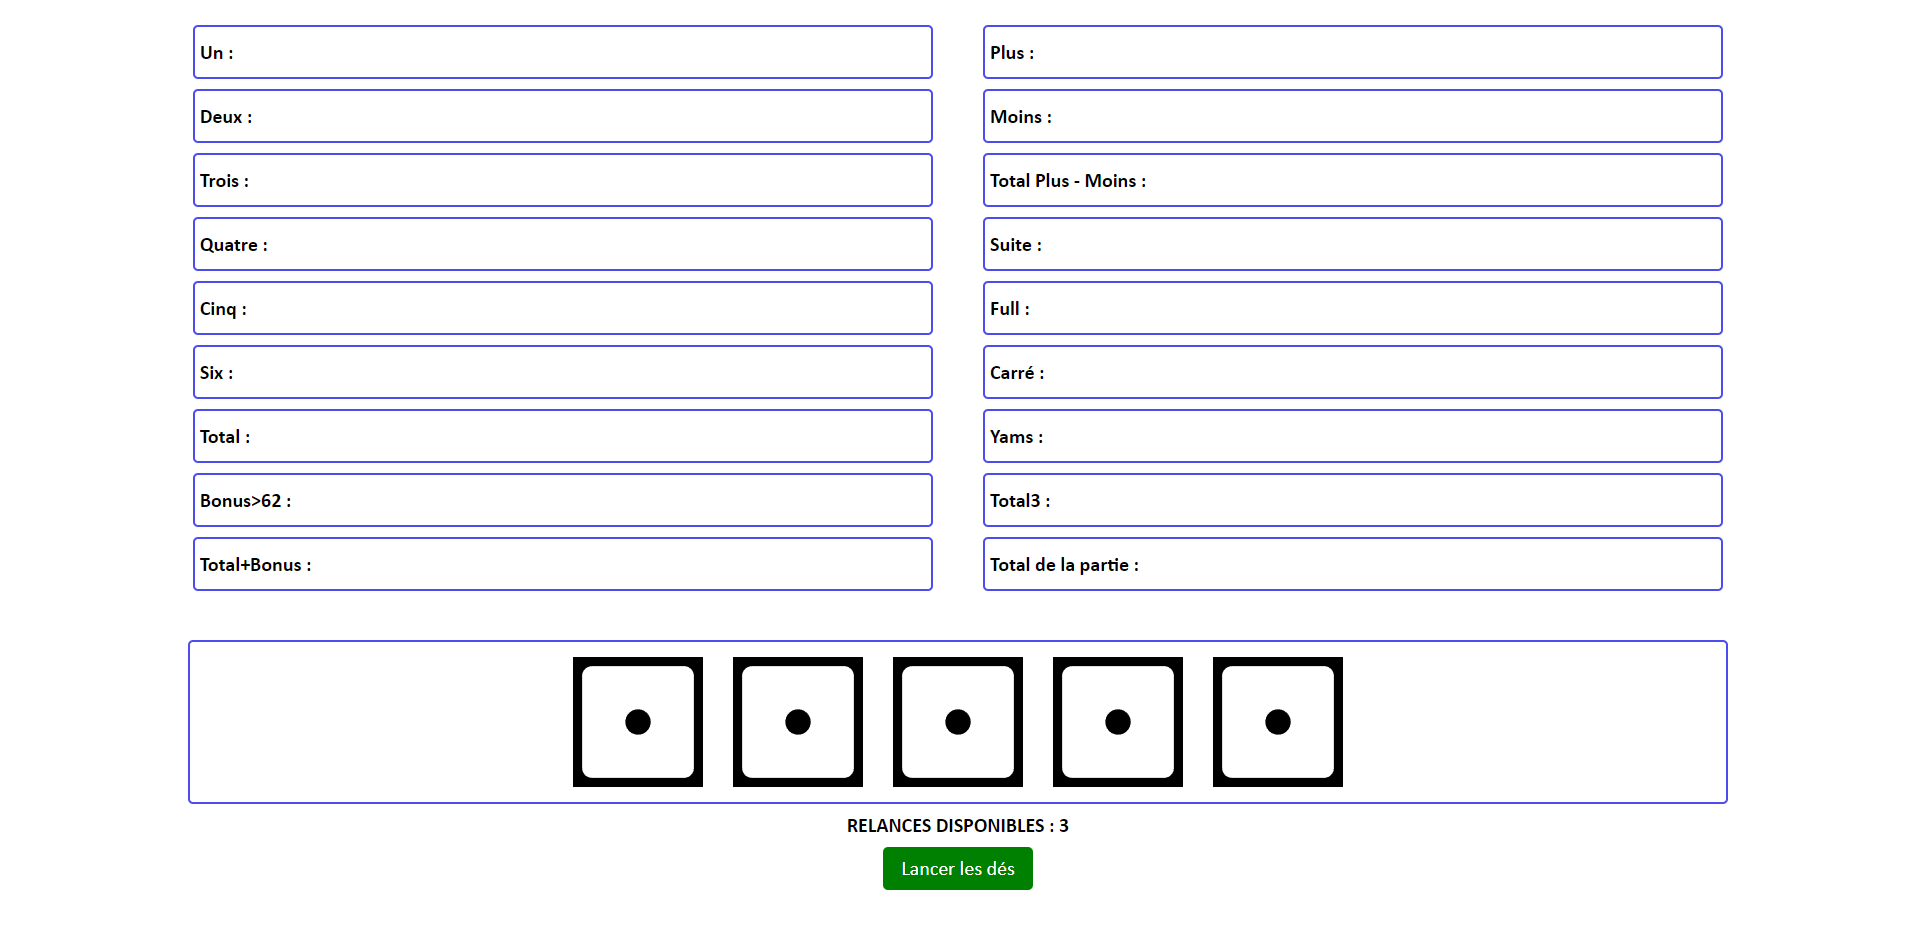 Un :
Deux :
Trois :
Quatre :
Cinq :
Six :
Total :
Bonus>62 :
Total+Bonus :
Plus :
Moins :
Total Plus - Moins :
Suite :
Full :
Carré :
Yams :
Total3 :
Total de la partie :
RELANCES DISPONIBLES : 3
Lancer les dés